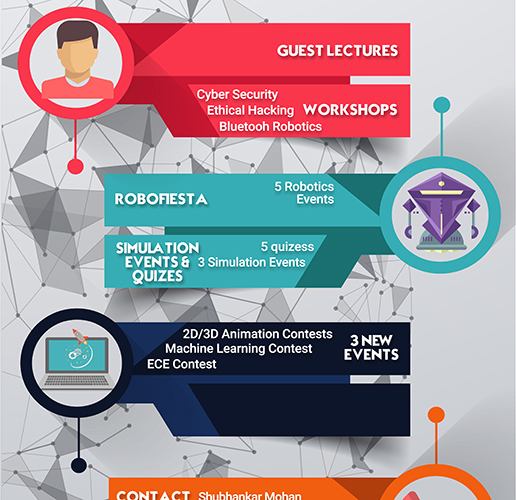 GUEST LECTURES
Cyber Security
Ethical Hacking WORKSHOPS
Bluetooh Robotics
ROBOFIESTA
5 Robotics
Events
SIMULATION
EVENTS &
QUIZES
5 quizess
3 Simulation Events
2D/3D Animation Contests
Machine Learning Contest
ECE Contest
3 NEW
EVENTS
CONTACT Shubhankar Mohan